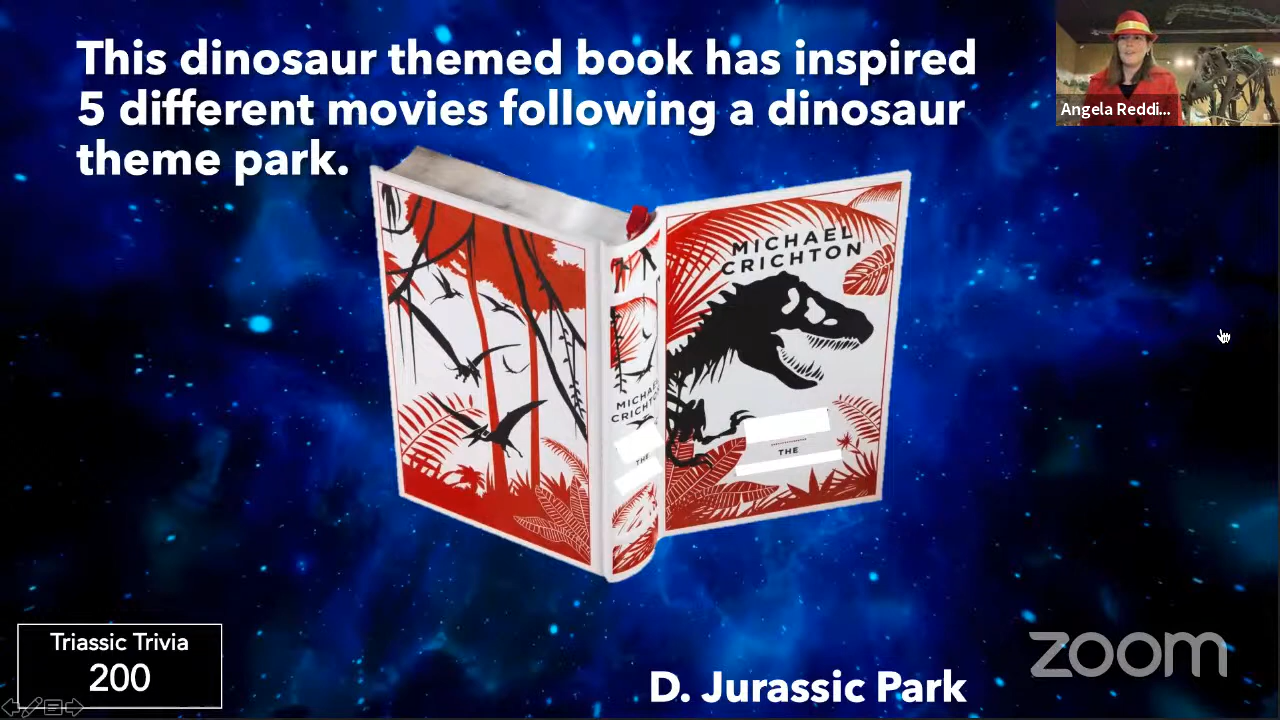 This dinosaur themed book has inspired
5 different movies following a dinosaur
theme park.
Angela Reddi...
MICHAEL
CRICHTON
MICHAEL
CRICHTON
THE
THE
Triassic Trivia
200
D. Jurassic Park
zoom